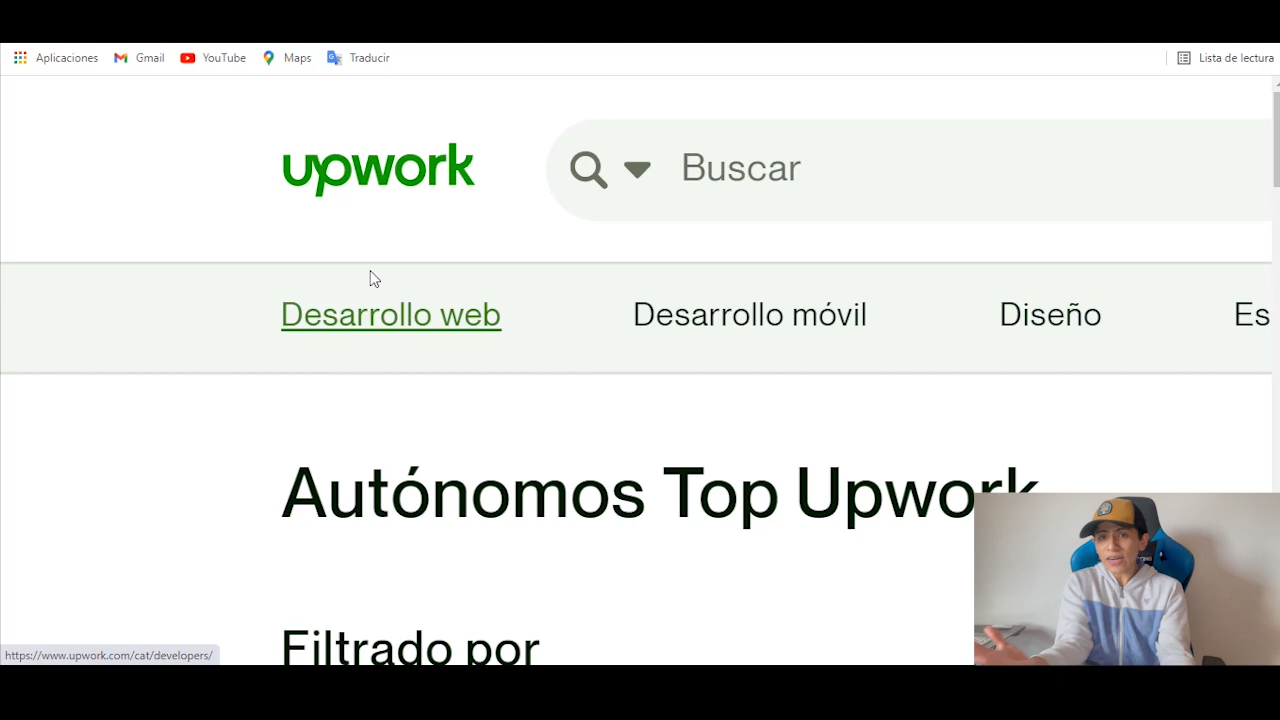 Aplicaciones Gmail YouTube Maps Traducir Lista de lectura
upwork Buscar
Desarrollo web Desarrollo móvil Diseño Es
Autónomos Top Upwork
Filtrado por
https://www.upwork.com/cat/developers/